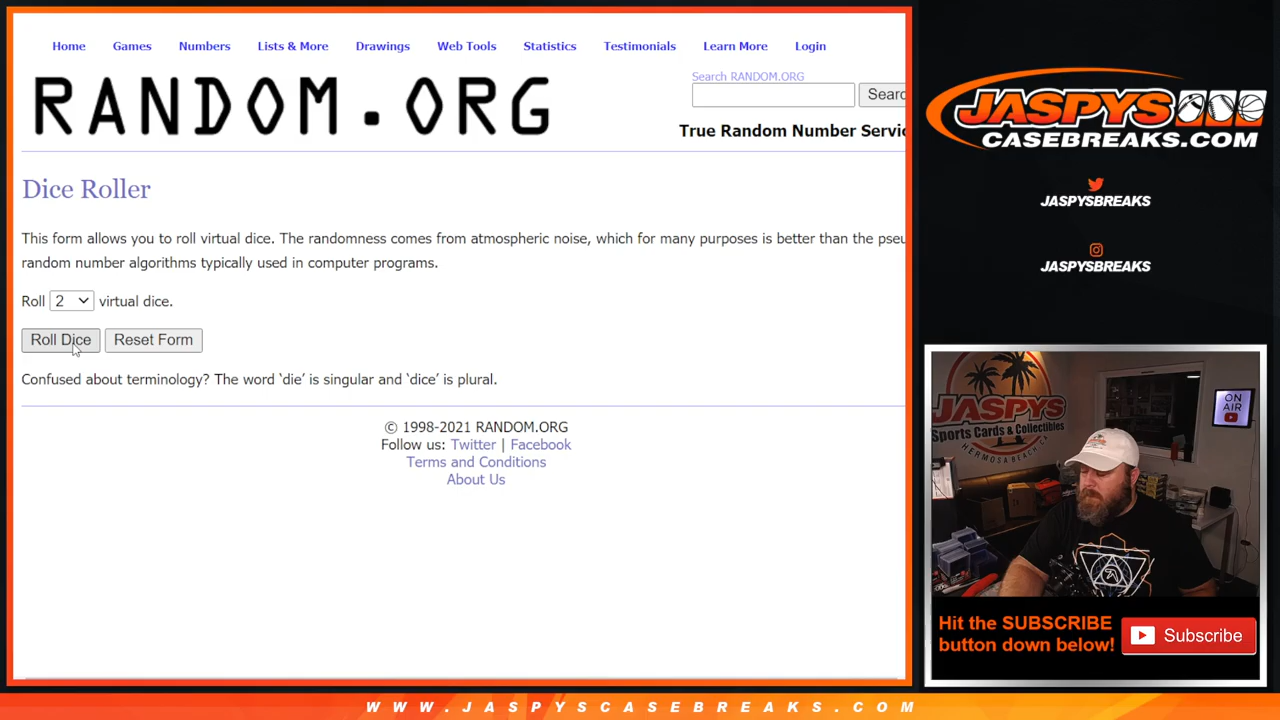 Home Games Numbers Lists & More Drawings Web Tools Statistics Testimonials Learn More Login
RANDOM.ORG
Search RANDOM.ORG
Searc
True Random Number Servic
Dice Roller
This form allows you to roll virtual dice. The randomness comes from atmospheric noise, which for many purposes is better than the pseu
random number algorithms typically used in computer programs.
Roll 2 virtual dice.
Roll Dice Reset Form
Confused about terminology? The word ‘die’ is singular and ‘dice’ is plural.
© 1998-2021 RANDOM.ORG
Follow us: Twitter | Facebook
Terms and Conditions
About Us
JASPYS
CASEBREAKS.COM
JASPYSBREAKS
JASPYSBREAKS
JASPYS
Sports Cards & Collectibles
HERMOSA BEACH CA
ON
AIR
Hit the SUBSCRIBE
button down below!
Subscribe
WWW.JASPYSCASEBREAKS.COM